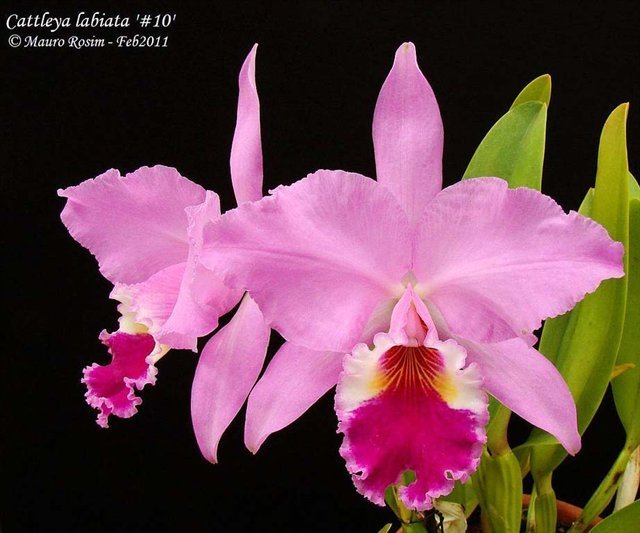 Cattleya labiata '#10'
© Mauro Rosim - Feb2011